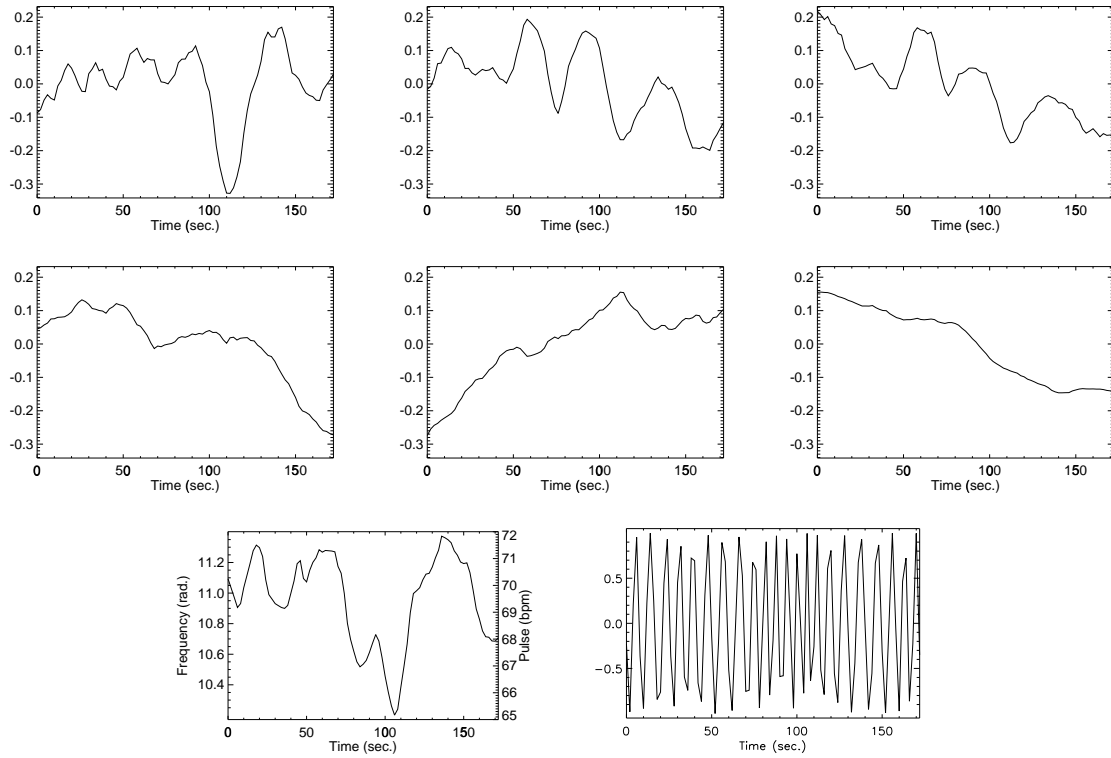 0.2 0.2 0.2
0.1 0.1 0.1
0.0 0.0 0.0
-0.1 -0.1 -0.1
-0.2 -0.2 -0.2
-0.3 -0.3 -0.3
0 50 100 150 0 50 100 150 0 50 100 150
Time (sec.) Time (sec.) Time (sec.)
0.2 0.2 0.2
0.1 0.1 0.1
0.0 0.0 0.0
-0.1 -0.1 -0.1
-0.2 -0.2 -0.2
-0.3 -0.3 -0.3
0 50 100 150 0 50 100 150 0 50 100 150
Time (sec.) Time (sec.) Time (sec.)
Frequency (rad.)
11.2
11.0
10.8
10.6
10.4
72
71
70
69
68
67
66
65
Pulse (bpm)
0 50 100 150
Time (sec.)
0.5
0.0
-0.5
0 50 100 150
Time (sec.)